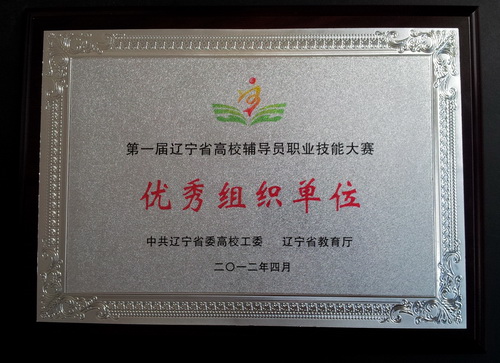 第一届辽宁省高校辅导员职业技能大赛
优秀组织单位
中共辽宁省委高校工委 辽宁省教育厅
二〇一二年四月